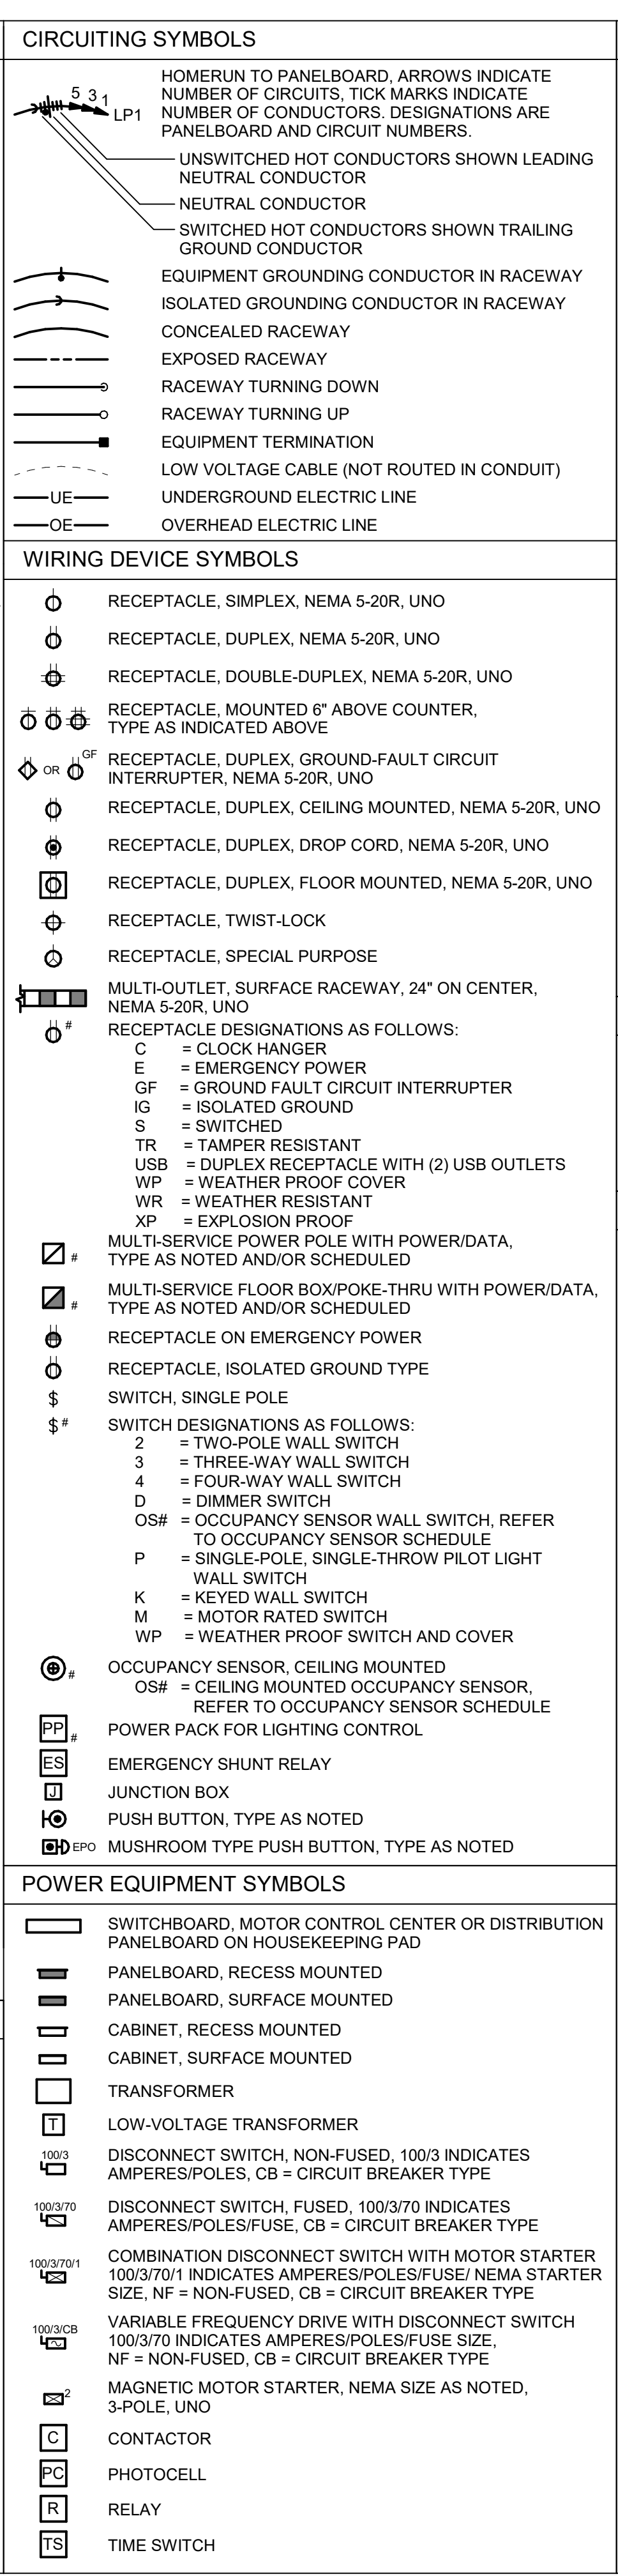 CIRCUITING SYMBOLS
5 3 1
LP1
HOMERUN TO PANELBOARD, ARROWS INDICATE
NUMBER OF CIRCUITS, TICK MARKS INDICATE
NUMBER OF CONDUCTORS. DESIGNATIONS ARE
PANELBOARD AND CIRCUIT NUMBERS.
UNSWITCHED HOT CONDUCTORS SHOWN LEADING
NEUTRAL CONDUCTOR
NEUTRAL CONDUCTOR
SWITCHED HOT CONDUCTORS SHOWN TRAILING
GROUND CONDUCTOR
EQUIPMENT GROUNDING CONDUCTOR IN RACEWAY
ISOLATED GROUNDING CONDUCTOR IN RACEWAY
CONCEALED RACEWAY
EXPOSED RACEWAY
RACEWAY TURNING DOWN
RACEWAY TURNING UP
EQUIPMENT TERMINATION
LOW VOLTAGE CABLE (NOT ROUTED IN CONDUIT)
UE UNDERGROUND ELECTRIC LINE
OE OVERHEAD ELECTRIC LINE
WIRING DEVICE SYMBOLS
RECEPTACLE, SIMPLEX, NEMA 5-20R, UNO
RECEPTACLE, DUPLEX, NEMA 5-20R, UNO
RECEPTACLE, DOUBLE-DUPLEX, NEMA 5-20R, UNO
RECEPTACLE, MOUNTED 6" ABOVE COUNTER,
TYPE AS INDICATED ABOVE
OR GF RECEPTACLE, DUPLEX, GROUND-FAULT CIRCUIT
INTERRUPTER, NEMA 5-20R, UNO
RECEPTACLE, DUPLEX, CEILING MOUNTED, NEMA 5-20R, UNO
RECEPTACLE, DUPLEX, DROP CORD, NEMA 5-20R, UNO
RECEPTACLE, DUPLEX, FLOOR MOUNTED, NEMA 5-20R, UNO
RECEPTACLE, TWIST-LOCK
RECEPTACLE, SPECIAL PURPOSE
MULTI-OUTLET, SURFACE RACEWAY, 24" ON CENTER,
NEMA 5-20R, UNO
# RECEPTACLE DESIGNATIONS AS FOLLOWS:
C = CLOCK HANGER
E = EMERGENCY POWER
GF = GROUND FAULT CIRCUIT INTERRUPTER
IG = ISOLATED GROUND
S = SWITCHED
TR = TAMPER RESISTANT
USB = DUPLEX RECEPTACLE WITH (2) USB OUTLETS
WP = WEATHER PROOF COVER
WR = WEATHER RESISTANT
XP = EXPLOSION PROOF
MULTI-SERVICE POWER POLE WITH POWER/DATA,
# TYPE AS NOTED AND/OR SCHEDULED
MULTI-SERVICE FLOOR BOX/POKE-THRU WITH POWER/DATA,
# TYPE AS NOTED AND/OR SCHEDULED
RECEPTACLE ON EMERGENCY POWER
RECEPTACLE, ISOLATED GROUND TYPE
$ SWITCH, SINGLE POLE
$ # SWITCH DESIGNATIONS AS FOLLOWS:
2 = TWO-POLE WALL SWITCH
3 = THREE-WAY WALL SWITCH
4 = FOUR-WAY WALL SWITCH
D = DIMMER SWITCH
OS# = OCCUPANCY SENSOR WALL SWITCH, REFER
TO OCCUPANCY SENSOR SCHEDULE
P = SINGLE-POLE, SINGLE-THROW PILOT LIGHT
WALL SWITCH
K = KEYED WALL SWITCH
M = MOTOR RATED SWITCH
WP = WEATHER PROOF SWITCH AND COVER
# OCCUPANCY SENSOR, CEILING MOUNTED
OS# = CEILING MOUNTED OCCUPANCY SENSOR,
REFER TO OCCUPANCY SENSOR SCHEDULE
PP # POWER PACK FOR LIGHTING CONTROL
ES EMERGENCY SHUNT RELAY
J JUNCTION BOX
PUSH BUTTON, TYPE AS NOTED
EPO MUSHROOM TYPE PUSH BUTTON, TYPE AS NOTED
POWER EQUIPMENT SYMBOLS
SWITCHBOARD, MOTOR CONTROL CENTER OR DISTRIBUTION
PANELBOARD ON HOUSEKEEPING PAD
PANELBOARD, RECESS MOUNTED
PANELBOARD, SURFACE MOUNTED
CABINET, RECESS MOUNTED
CABINET, SURFACE MOUNTED
TRANSFORMER
T LOW-VOLTAGE TRANSFORMER
100/3 DISCONNECT SWITCH, NON-FUSED, 100/3 INDICATES
AMPERES/POLES, CB = CIRCUIT BREAKER TYPE
100/3/70 DISCONNECT SWITCH, FUSED, 100/3/70 INDICATES
AMPERES/POLES/FUSE, CB = CIRCUIT BREAKER TYPE
COMBINATION DISCONNECT SWITCH WITH MOTOR STARTER
100/3/70/1 100/3/70/1 INDICATES AMPERES/POLES/FUSE/ NEMA STARTER
SIZE, NF = NON-FUSED, CB = CIRCUIT BREAKER TYPE
VARIABLE FREQUENCY DRIVE WITH DISCONNECT SWITCH
100/3/CB 100/3/70 INDICATES AMPERES/POLES/FUSE SIZE,
NF = NON-FUSED, CB = CIRCUIT BREAKER TYPE
2 MAGNETIC MOTOR STARTER, NEMA SIZE AS NOTED,
3-POLE, UNO
C CONTACTOR
PC PHOTOCELL
R RELAY
TS TIME SWITCH